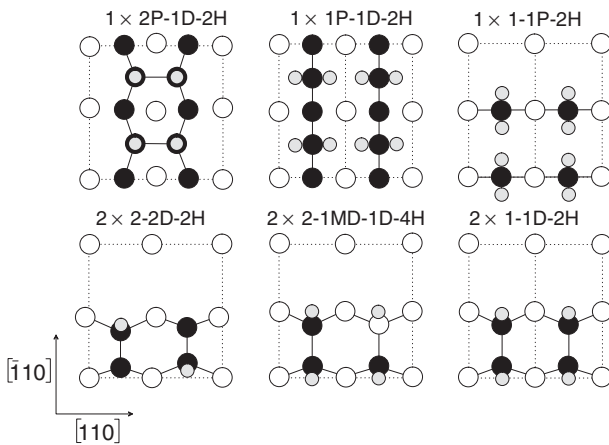 1 × 2P-1D-2H
1 × 1P-1D-2H
1 × 1-1P-2H
2 × 2-2D-2H
2 × 2-1MD-1D-4H
2 × 1-1D-2H
[1̄10]
[110]